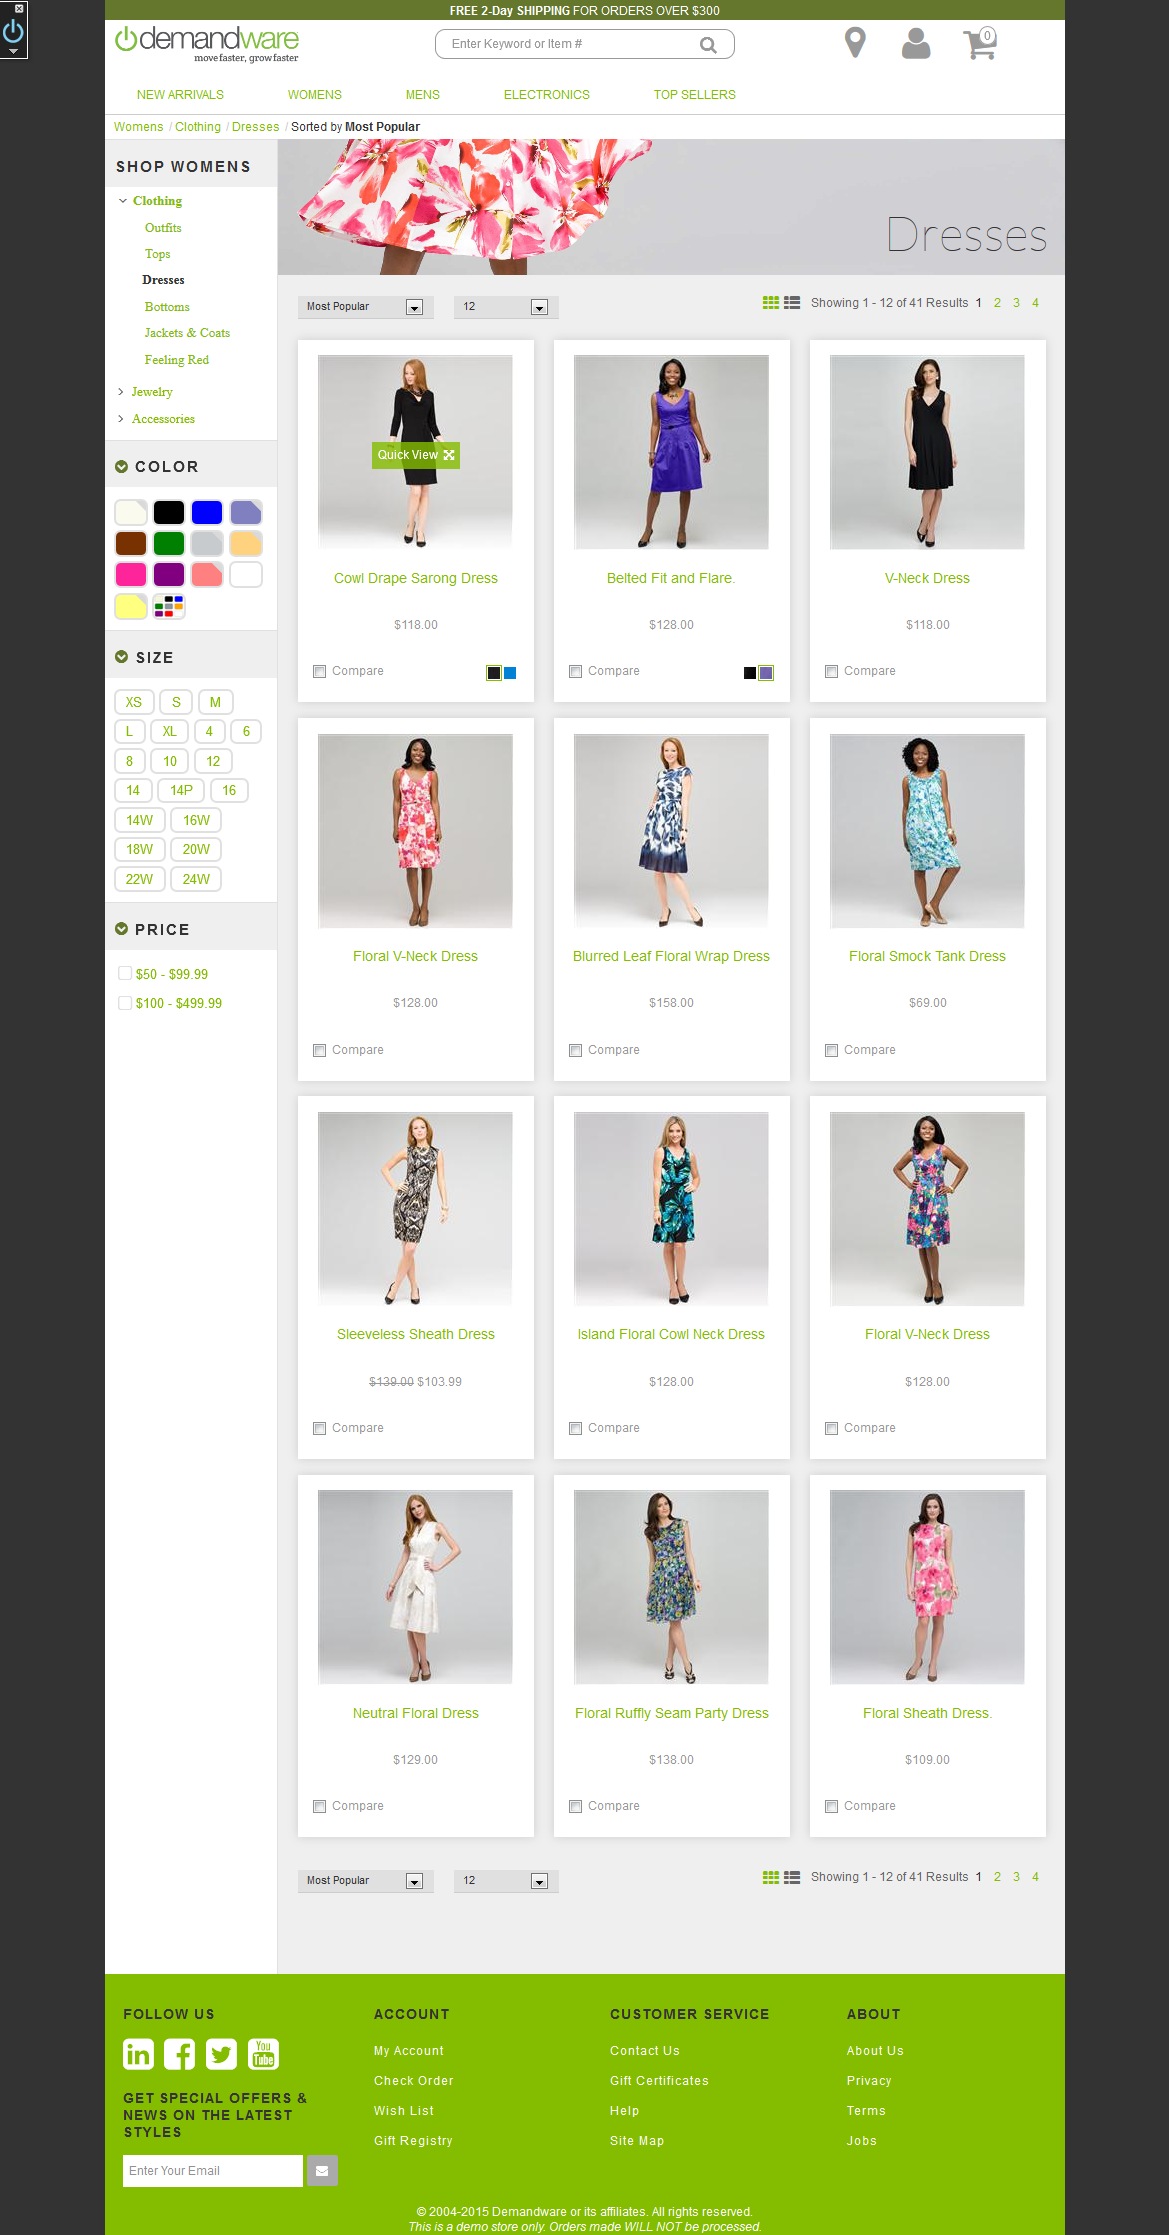 FREE 2-Day SHIPPING FOR ORDERS OVER $300
demandware
move faster, grow faster
Enter Keyword or Item #
0
NEW ARRIVALS WOMENS MENS ELECTRONICS TOP SELLERS
Womens / Clothing / Dresses / Sorted by Most Popular
SHOP WOMENS
Clothing
Outfits
Tops
Dresses
Bottoms
Jackets & Coats
Feeling Red
Jewelry
Accessories
COLOR
SIZE
XS S M
L XL 4 6
8 10 12
14 14P 16
14W 16W
18W 20W
22W 24W
PRICE
$50 - $99.99
$100 - $499.99
Dresses
Most Popular 12 Showing 1 - 12 of 41 Results 1 2 3 4
Quick View
Cowl Drape Sarong Dress Belted Fit and Flare. V-Neck Dress
$118.00 $128.00 $118.00
Compare Compare Compare
Floral V-Neck Dress Blurred Leaf Floral Wrap Dress Floral Smock Tank Dress
$128.00 $158.00 $69.00
Compare Compare Compare
Sleeveless Sheath Dress Island Floral Cowl Neck Dress Floral V-Neck Dress
$139.00 $103.99 $128.00 $128.00
Compare Compare Compare
Neutral Floral Dress Floral Ruffly Seam Party Dress Floral Sheath Dress.
$129.00 $138.00 $109.00
Compare Compare Compare
Most Popular 12 Showing 1 - 12 of 41 Results 1 2 3 4
FOLLOW US
in f You Tube
GET SPECIAL OFFERS &
NEWS ON THE LATEST
STYLES
Enter Your Email
ACCOUNT
My Account
Check Order
Wish List
Gift Registry
CUSTOMER SERVICE
Contact Us
Gift Certificates
Help
Site Map
ABOUT
About Us
Privacy
Terms
Jobs
© 2004-2015 Demandware or its affiliates. All rights reserved.
This is a demo store only. Orders made WILL NOT be processed.